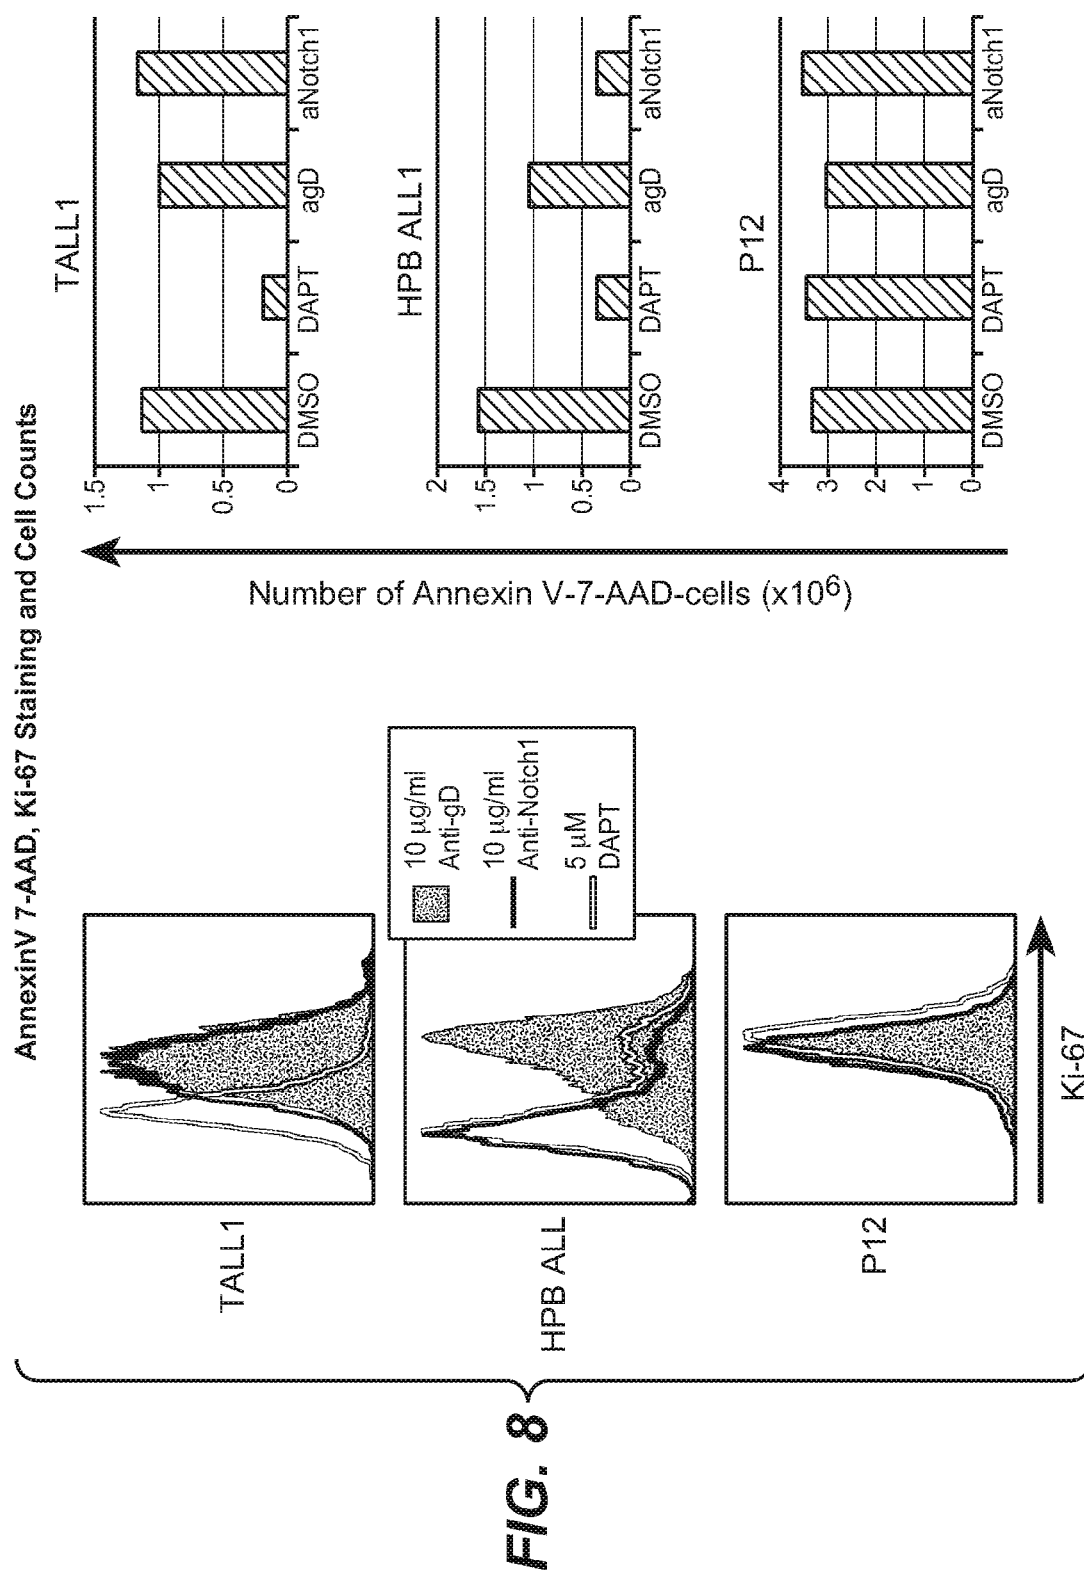 AnnexinV 7-AAD, Ki-67 Staining and Cell Counts
FIG. 8
TALL1
HPB ALL
P12
Ki-67
10 µg/ml
Anti-gD
10 µg/ml
Anti-Notch1
5 µM
DAPT
Number of Annexin V-7-AAD-cells (x10⁶)
TALL1
1.5
1
0.5
0
DMSO DAPT agD aNotch1
HPB ALL1
2
1.5
1
0.5
0
DMSO DAPT agD aNotch1
P12
4
3
2
1
0
DMSO DAPT agD aNotch1